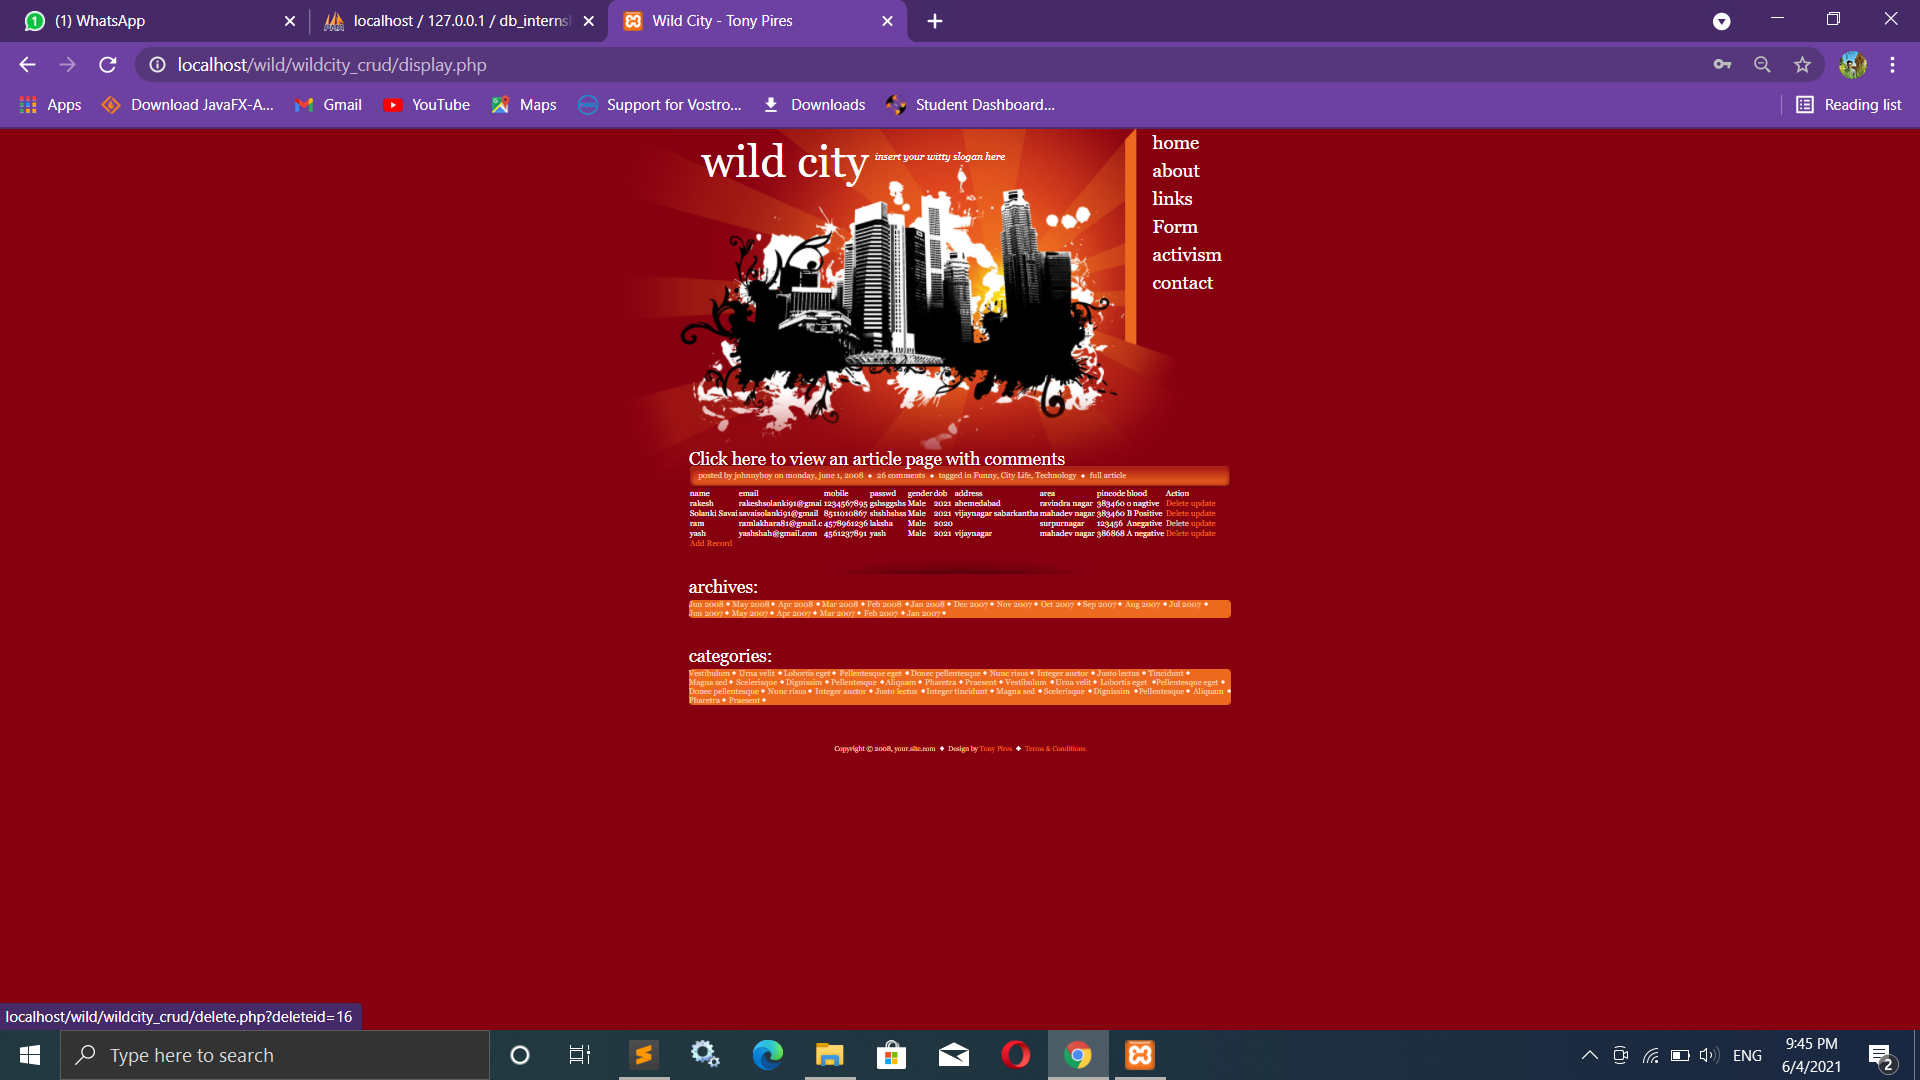 (1) WhatsApp
localhost / 127.0.0.1 / db_interns
Wild City - Tony Pires
localhost/wild/wildcity_crud/display.php
Apps
Download JavaFX-A...
Gmail
YouTube
Maps
Support for Vostro...
Downloads
Student Dashboard...
Reading list
wild city insert your witty slogan here
home
about
links
Form
activism
contact
Click here to view an article page with comments
posted by johnnyboy on monday, june 1, 2008 ♦ 26 comments ♦ tagged in Funny, City Life, Technology ♦ full article
name email mobile passwd gender dob address area pincode blood Action
rakesh rakeshsolanki91@gmai 1234567895 gshsggshs Male 2021 ahemedabad ravindra nagar 383460 o nagtive Delete update
Solanki Savai savaisolanki91@gmail 8511010867 shshhshss Male 2021 vijaynagar sabarkantha mahadev nagar 383460 B Positive Delete update
ram ramlakhara81@gmail.c 4578961236 laksha Male 2020 surpurnagar 123456 Anegative Delete update
yash yashshah@gmail.com 4561237891 yash Male 2021 vijaynagar mahadev nagar 386868 A negative Delete update
Add Record
archives:
Jun 2008 ♦ May 2008 ♦ Apr 2008 ♦ Mar 2008 ♦ Feb 2008 ♦ Jan 2008 ♦ Dec 2007 ♦ Nov 2007 ♦ Oct 2007 ♦ Sep 2007 ♦ Aug 2007 ♦ Jul 2007 ♦
Jun 2007 ♦ May 2007 ♦ Apr 2007 ♦ Mar 2007 ♦ Feb 2007 ♦ Jan 2007 ♦
categories:
Vestibulum ♦ Urna velit ♦ Lobortis eget ♦ Pellentesque eget ♦ Donec pellentesque ♦ Nunc risus ♦ Integer auctor ♦ Justo lectus ♦ Tincidunt ♦
Magna sed ♦ Scelerisque ♦ Dignissim ♦ Pellentesque ♦ Aliquam ♦ Pharetra ♦ Praesent ♦ Vestibulum ♦ Urna velit ♦ Lobortis eget ♦ Pellentesque eget ♦
Donec pellentesque ♦ Nunc risus ♦ Integer auctor ♦ Justo lectus ♦ Integer tincidunt ♦ Magna sed ♦ Scelerisque ♦ Dignissim ♦ Pellentesque ♦ Aliquam ♦
Pharetra ♦ Praesent ♦
Copyright © 2008, your.site.com ♦ Design by Tony Pires ♦ Terms & Conditions
localhost/wild/wildcity_crud/delete.php?deleteid=16
Type here to search
ENG
9:45 PM
6/4/2021
2